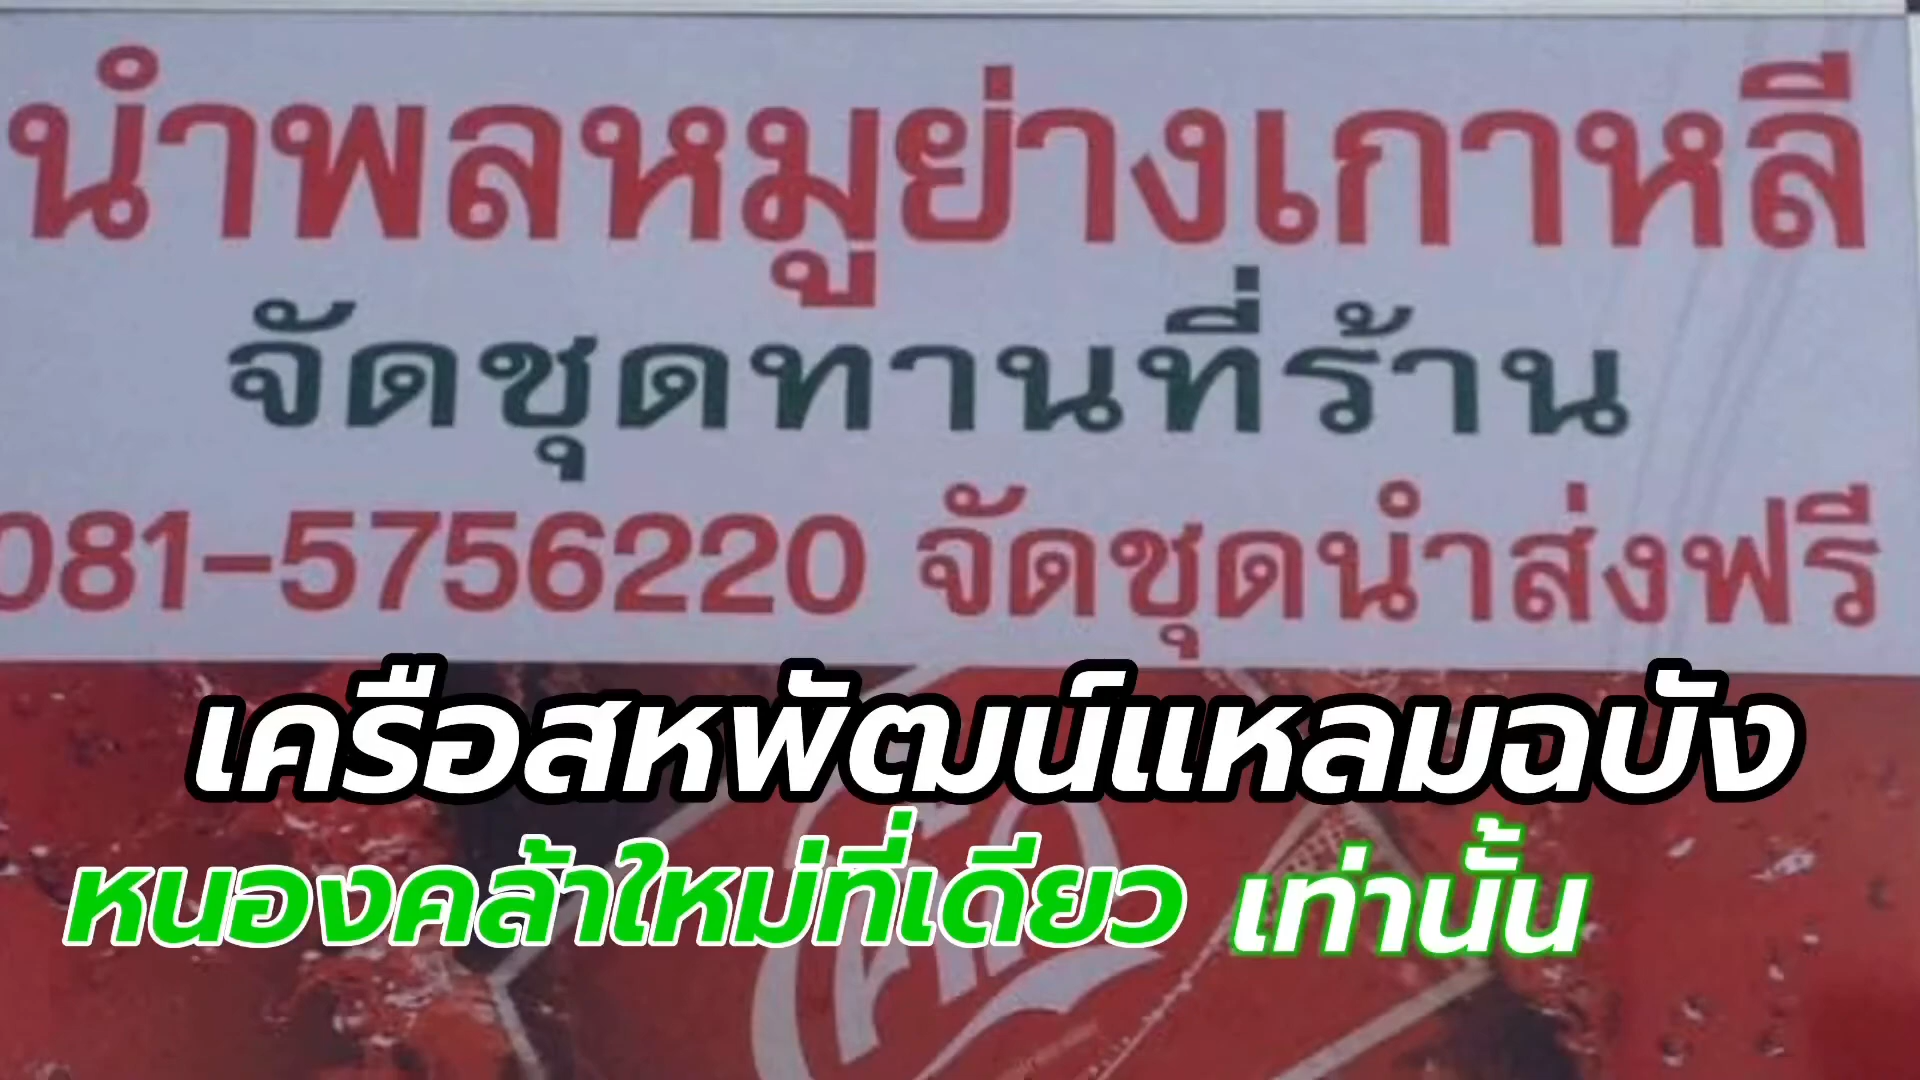 นำพลหมูย่างเกาหลี
จัดชุดทานที่ร้าน
081-5756220 จัดชุดนำส่งฟรี
เครือสหพัฒน์แหลมฉบัง
หนองคล้าใหม่ที่เดียว เท่านั้น